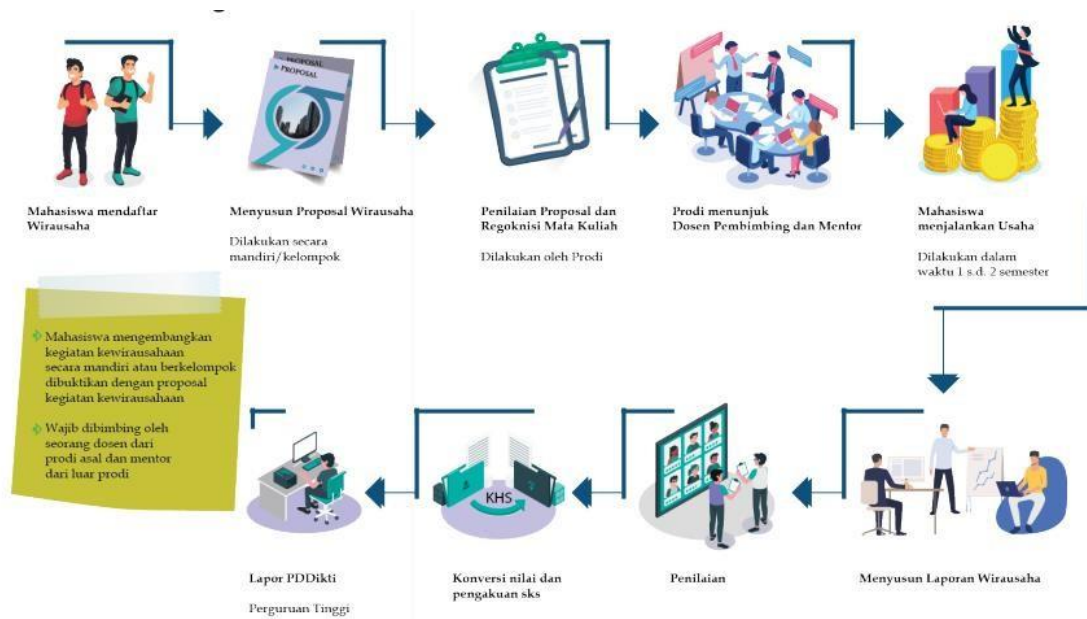 PROPOSAL
PROPOSAL
Mahasiswa mendaftar
Wirausaha
Menyusun Proposal Wirausaha
Dilakukan secara
mandiri/kelompok
Penilaian Proposal dan
Regoknisi Mata Kuliah
Dilakukan oleh Prodi
Prodi menunjuk
Dosen Pembimbing dan Mentor
Mahasiswa
menjalankan Usaha
Dilakukan dalam
waktu 1 s.d. 2 semester
Mahasiswa mengembangkan
kegiatan kewirausahaan
secara mandiri atau berkelompok
dibuktikan dengan proposal
kegiatan kewirausahaan
Wajib dibimbing oleh
seorang dosen dari
prodi asal dan mentor
dari luar prodi
KHS
Lapor PDDikti
Perguruan Tinggi
Konversi nilai dan
pengakuan sks
Penilaian
Menyusun Laporan Wirausaha